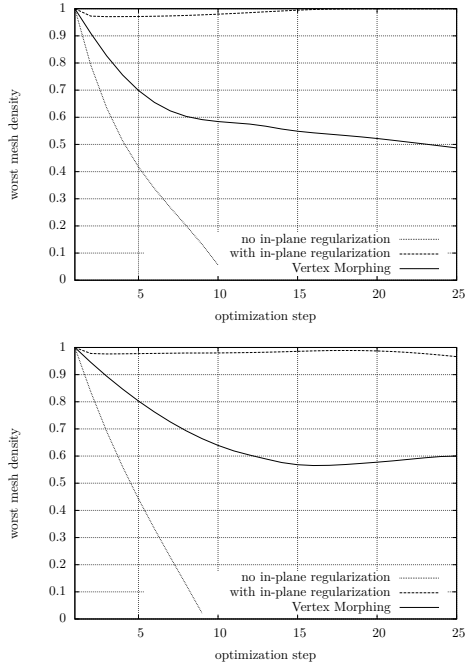 1
0.9
0.8
0.7
0.6
0.5
0.4
0.3
0.2
0.1
0
worst mesh density
no in-plane regularization
with in-plane regularization
Vertex Morphing
5 10 15 20 25
optimization step
1
0.9
0.8
0.7
0.6
0.5
0.4
0.3
0.2
0.1
0
worst mesh density
no in-plane regularization
with in-plane regularization
Vertex Morphing
5 10 15 20 25
optimization step